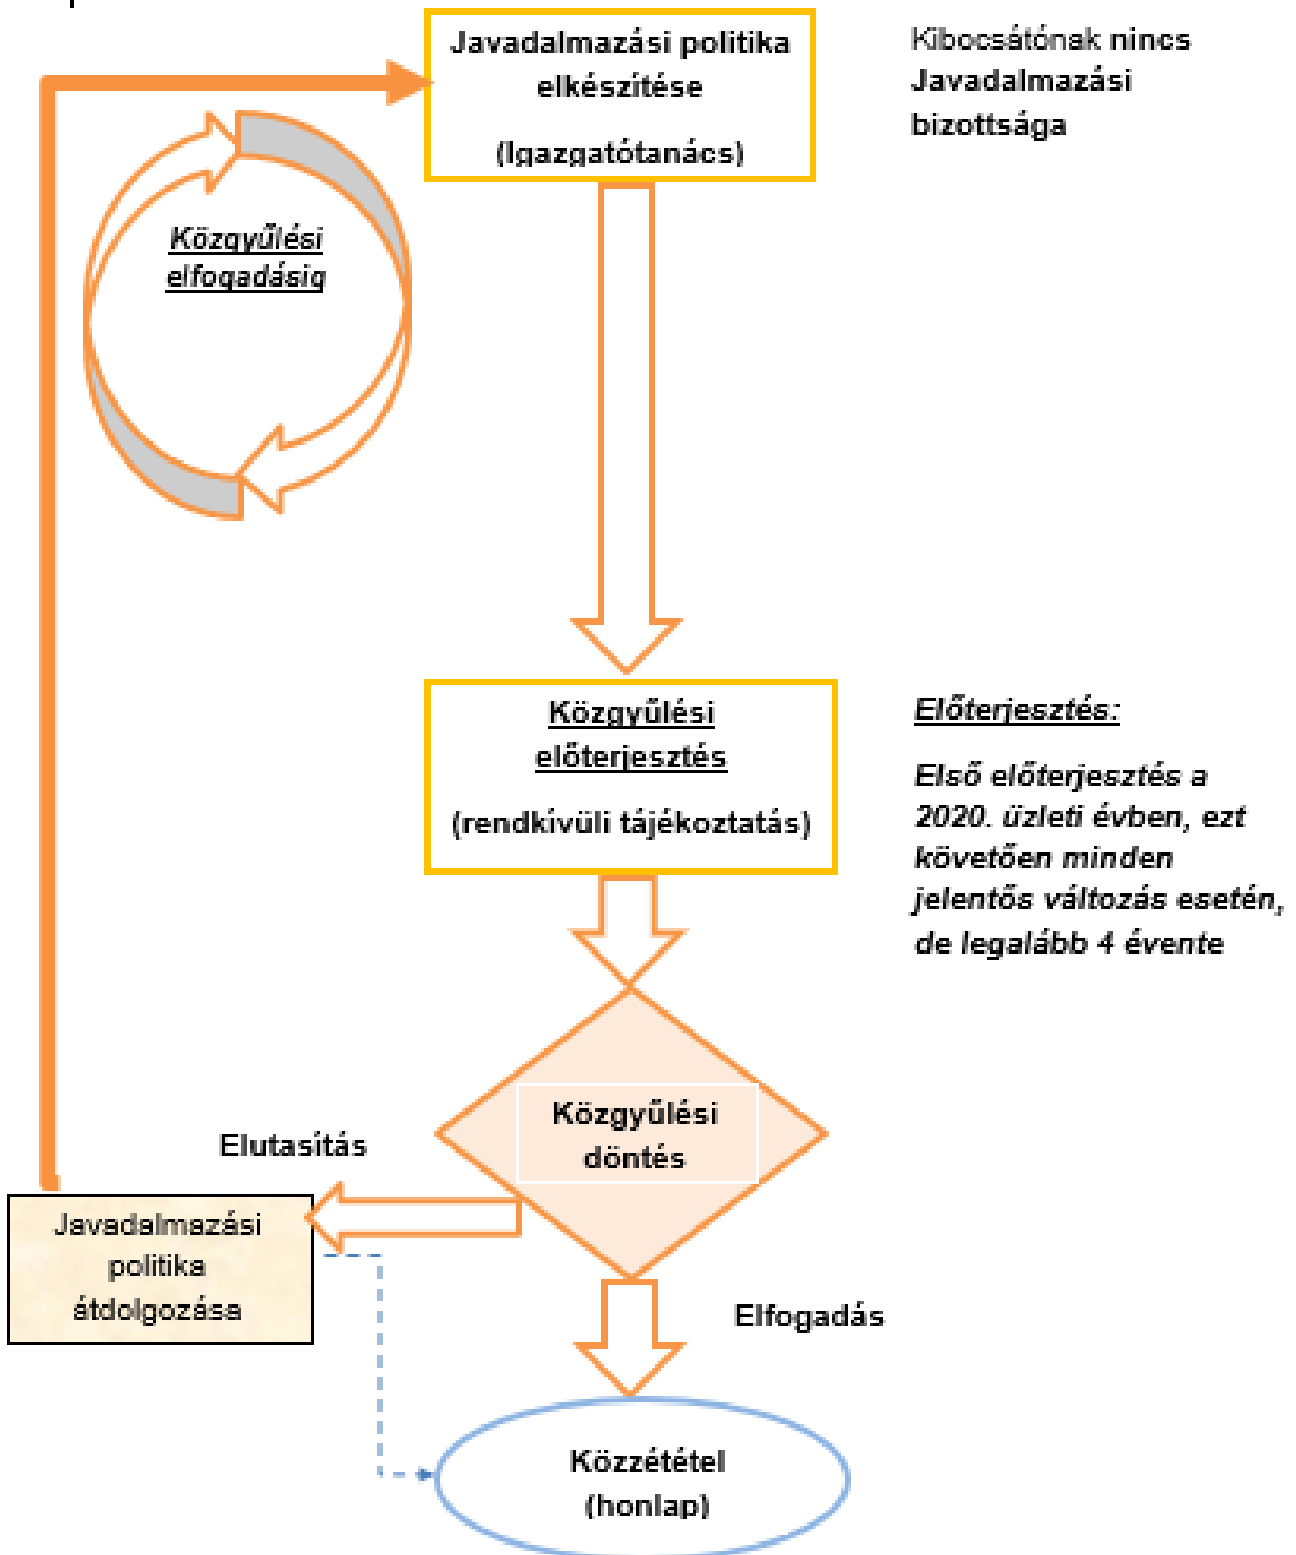 Javadalmazási politika
elkészítése
(Igazgatótanács)
Kibocsátónak nincs
Javadalmazási
bizottsága
Közgyűlési
elfogadásig
Közgyűlési
előterjesztés
(rendkívüli tájékoztatás)
Előterjesztés:
Első előterjesztés a
2020. üzleti évben, ezt
követően minden
jelentős változás esetén,
de legalább 4 évente
Közgyűlési
döntés
Elutasítás
Javadalmazási
politika
átdolgozása
Elfogadás
Közzététel
(honlap)